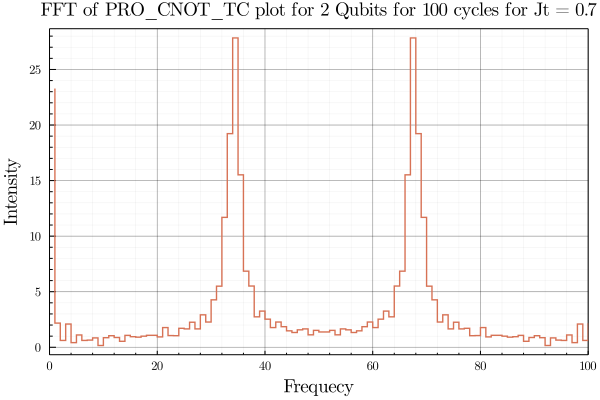 FFT of PRO_CNOT_TC plot for 2 Qubits for 100 cycles for Jt = 0.7
25
20
15
10
5
0
Intensity
0 20 40 60 80 100
Frequecy